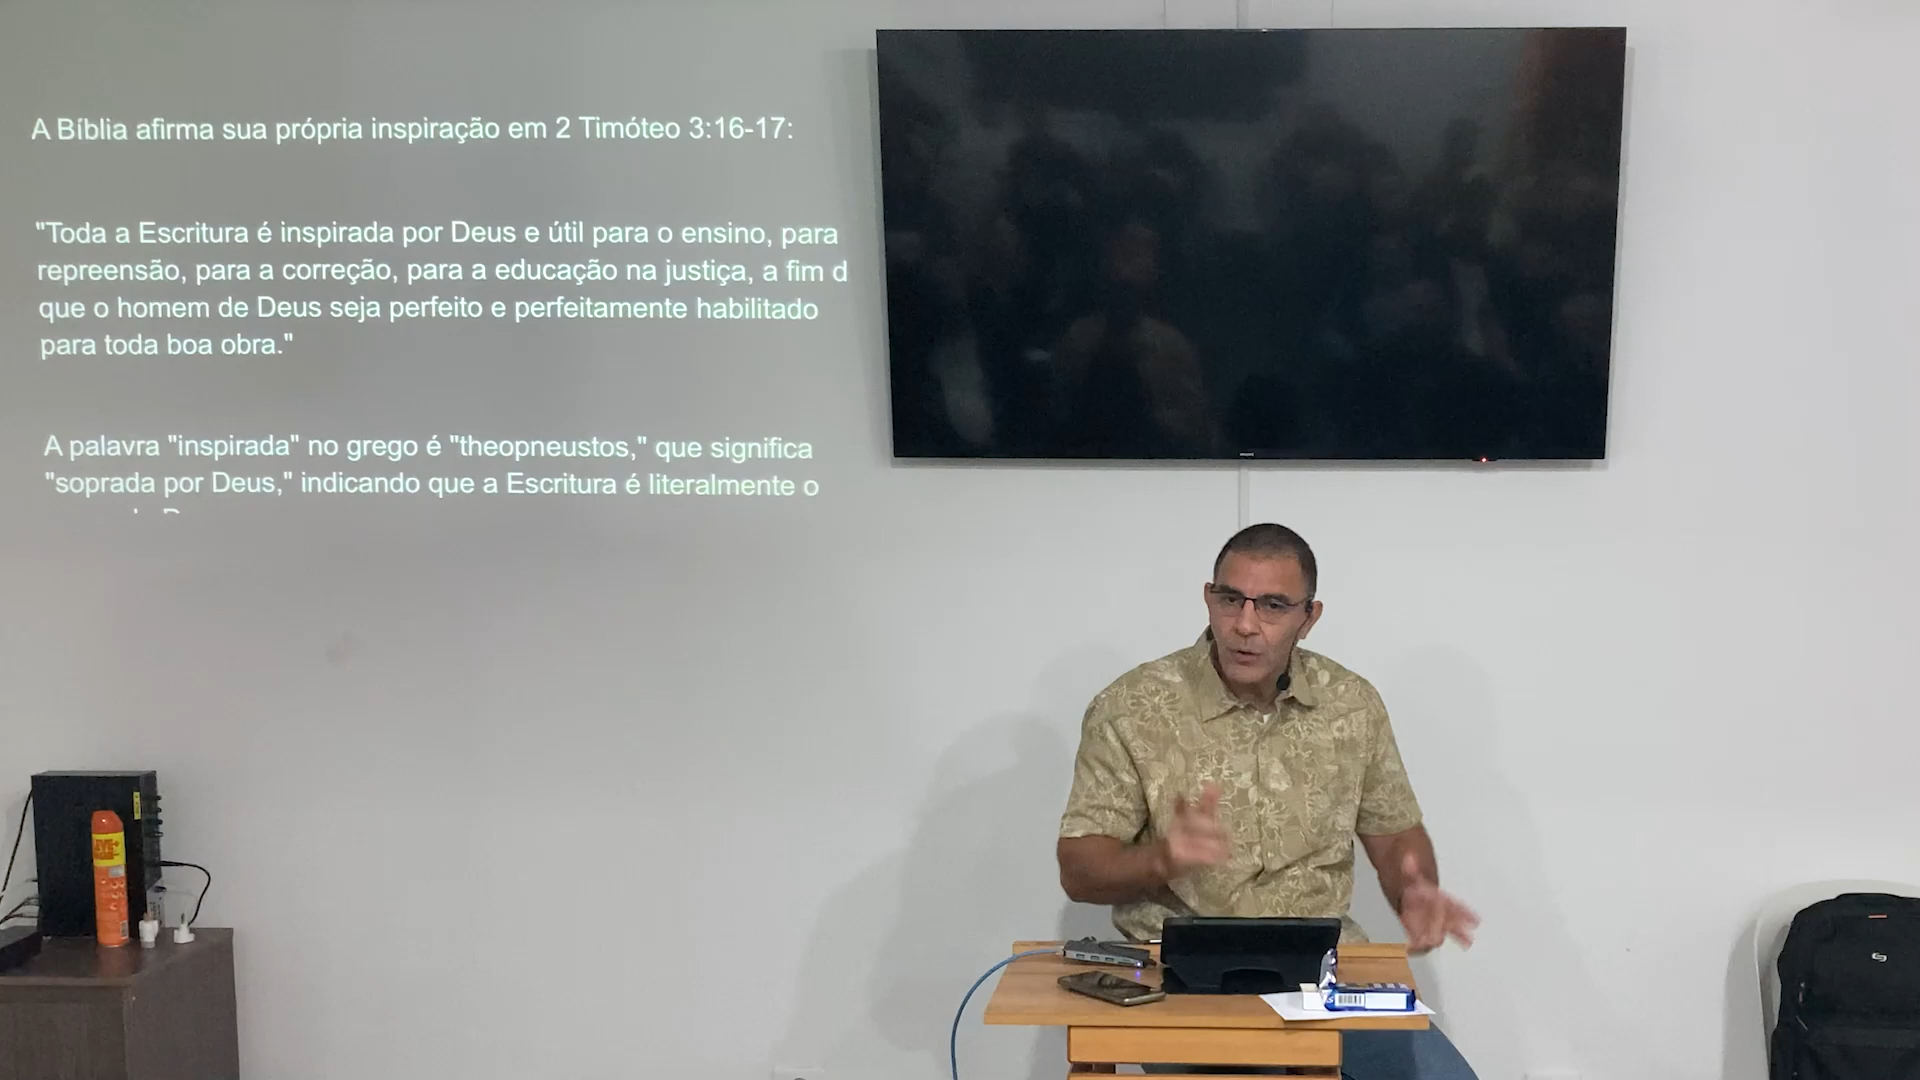 A Bíblia afirma sua própria inspiração em 2 Timóteo 3:16-17:
"Toda a Escritura é inspirada por Deus e útil para o ensino, para
repreensão, para a correção, para a educação na justiça, a fim d
que o homem de Deus seja perfeito e perfeitamente habilitado
para toda boa obra."
A palavra "inspirada" no grego é "theopneustos," que significa
"soprada por Deus," indicando que a Escritura é literalmente o